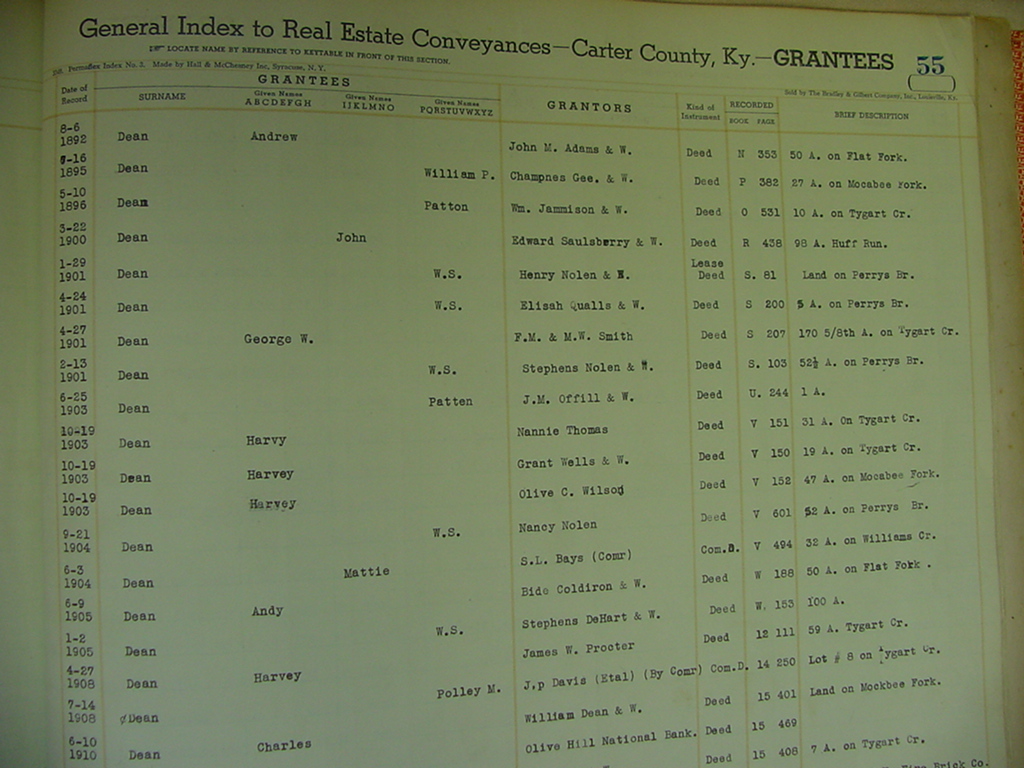 General Index to Real Estate Conveyances—Carter County, Ky.—GRANTEES 55
LOCATE NAME BY REFERENCE TO KEYTABLE IN FRONT OF THIS SECTION.
Permaflex Index No. 3. Made by Hall & McChesney Inc, Syracuse, N. Y.
Sold by The Bradley & Gilbert Company, Inc., Louisville, Ky.
GRANTEES
Date of Record SURNAME Given Names ABCDEFGH Given Names IJKLMNO Given Names PQRSTUVWXYZ GRANTORS Kind of Instrument RECORDED BOOK PAGE BRIEF DESCRIPTION
8-6 1892 Dean Andrew John M. Adams & W. Deed N 353 50 A. on Flat Fork.
9-16 1895 Dean William P. Champnes Gee. & W. Deed P 382 27 A. on Mocabee Fork.
5-10 1896 Dean Patton Wm. Jammison & W. Deed O 531 10 A. on Tygart Cr.
3-22 1900 Dean John Edward Saulsberry & W. Deed R 438 98 A. Huff Run.
1-29 1901 Dean W.S. Henry Nolen & W. Lease Deed S. 81 Land on Perrys Br.
4-24 1901 Dean W.S. Elisah Qualls & W. Deed S 200 5 A. on Perrys Br.
4-27 1901 Dean George W. F.M. & M.W. Smith Deed S 207 170 5/8th A. on Tygart Cr.
2-13 1901 Dean W.S. Stephens Nolen & W. Deed S. 103 52½ A. on Perrys Br.
6-25 1903 Dean Patten J.M. Offill & W. Deed U. 244 1 A.
10-19 1903 Dean Harvy Nannie Thomas Deed V 151 31 A. On Tygart Cr.
10-19 1903 Dean Harvey Grant Wells & W. Deed V 150 19 A. on Tygart Cr.
10-19 1903 Dean Harvey Olive C. Wilson Deed V 152 47 A. on Mocabee Fork.
9-21 1904 Dean W.S. Nancy Nolen Deed V 601 52 A. on Perrys Br.
6-3 1904 Dean Mattie S.L. Bays (Comr) Com.D. V 494 32 A. on Williams Cr.
6-9 1905 Dean Andy Bide Coldiron & W. Deed W 188 50 A. on Flat Fork .
1-2 1905 Dean W.S. Stephens DeHart & W. Deed W. 153 100 A.
4-27 1908 Dean Harvey James W. Procter Deed 12 111 59 A. Tygart Cr.
7-14 1908 Dean Polley M. J.p Davis (Etal) (By Comr) Com.D. 14 250 Lot # 8 on Tygart Cr.
6-10 1910 Dean Charles William Dean & W. Deed 15 401 Land on Mockbee Fork.
Olive Hill National Bank. Deed 15 469
Deed 15 408 7 A. on Tygart Cr.
Brick Co.